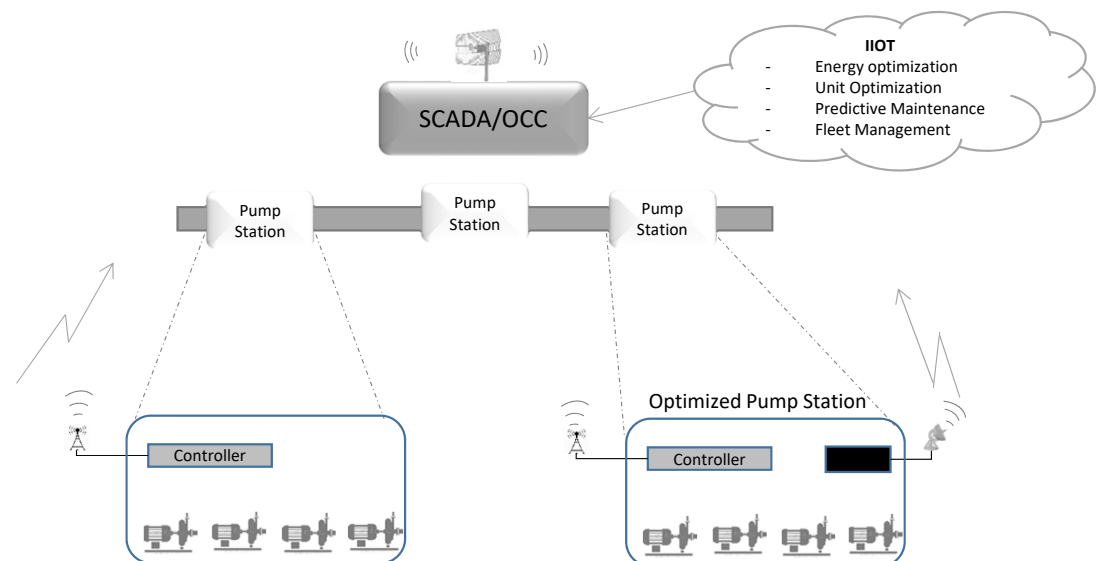 IIOT
- Energy optimization
- Unit Optimization
- Predictive Maintenance
- Fleet Management
SCADA/OCC
Pump
Station
Pump
Station
Pump
Station
Optimized Pump Station
Controller
Controller